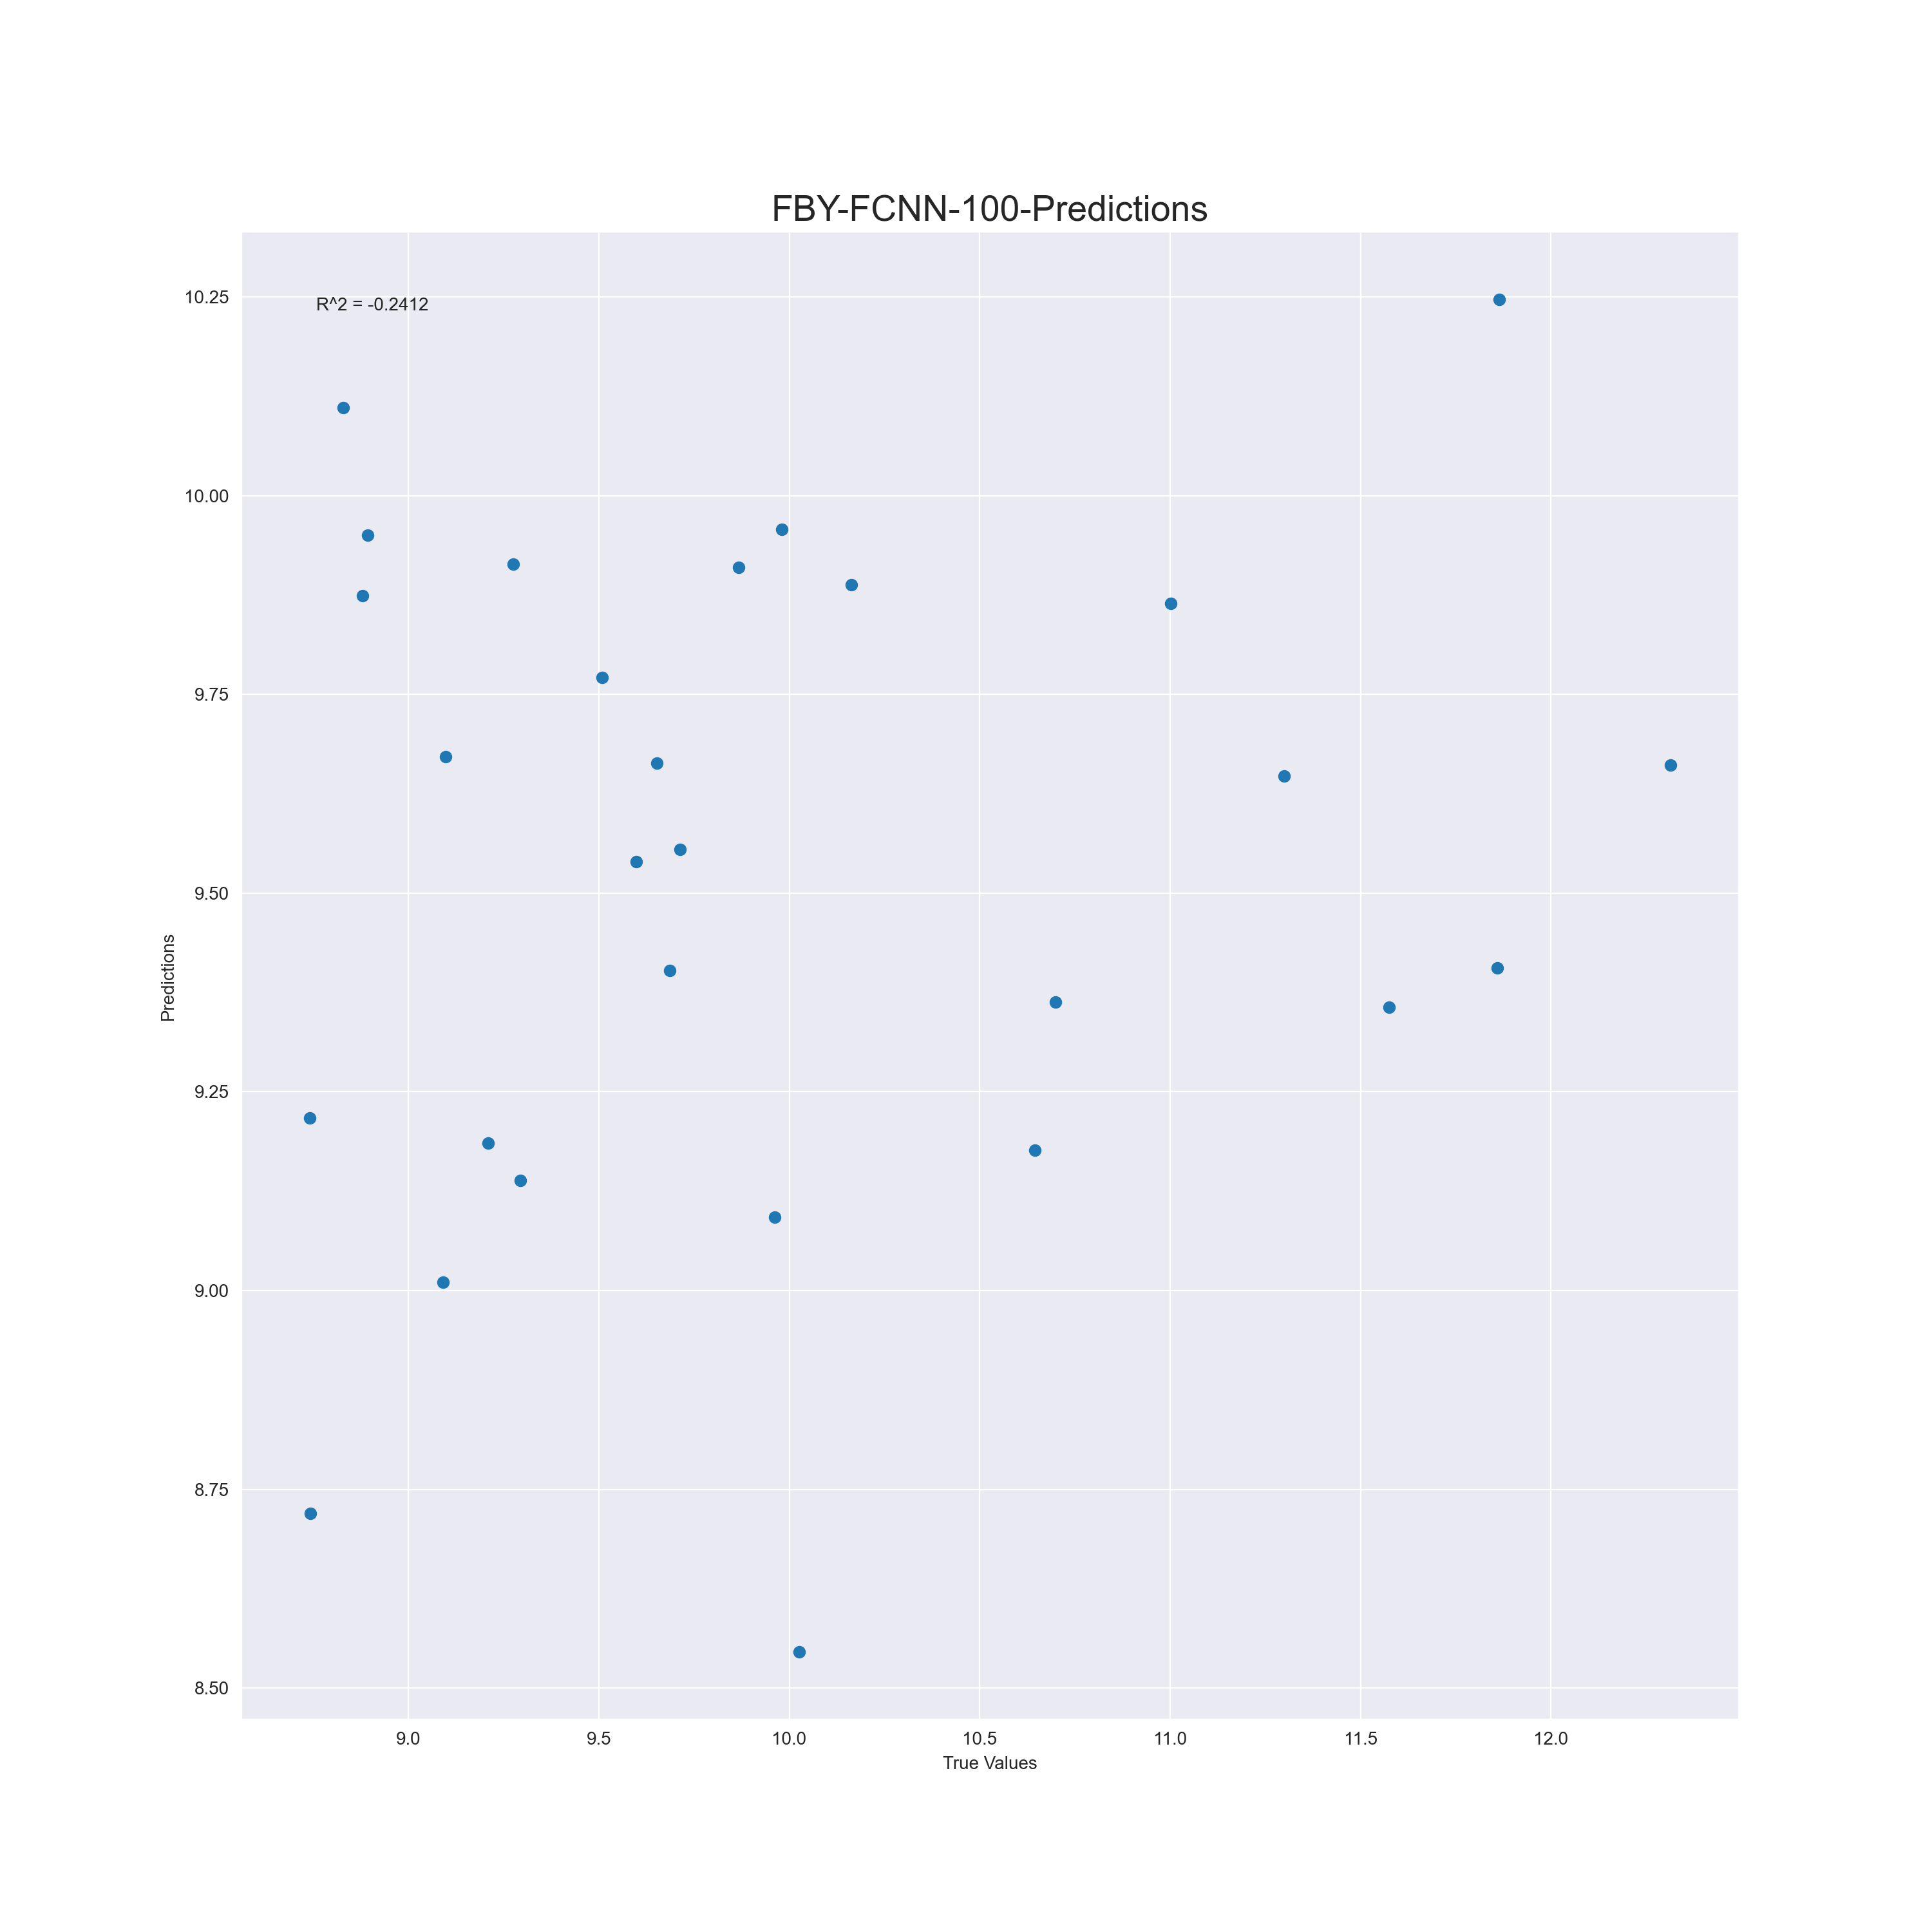 FBY-FCNN-100-Predictions
R^2 = -0.2412
10.25
10.00
9.75
9.50
9.25
9.00
8.75
8.50
Predictions
9.0 9.5 10.0 10.5 11.0 11.5 12.0
True Values